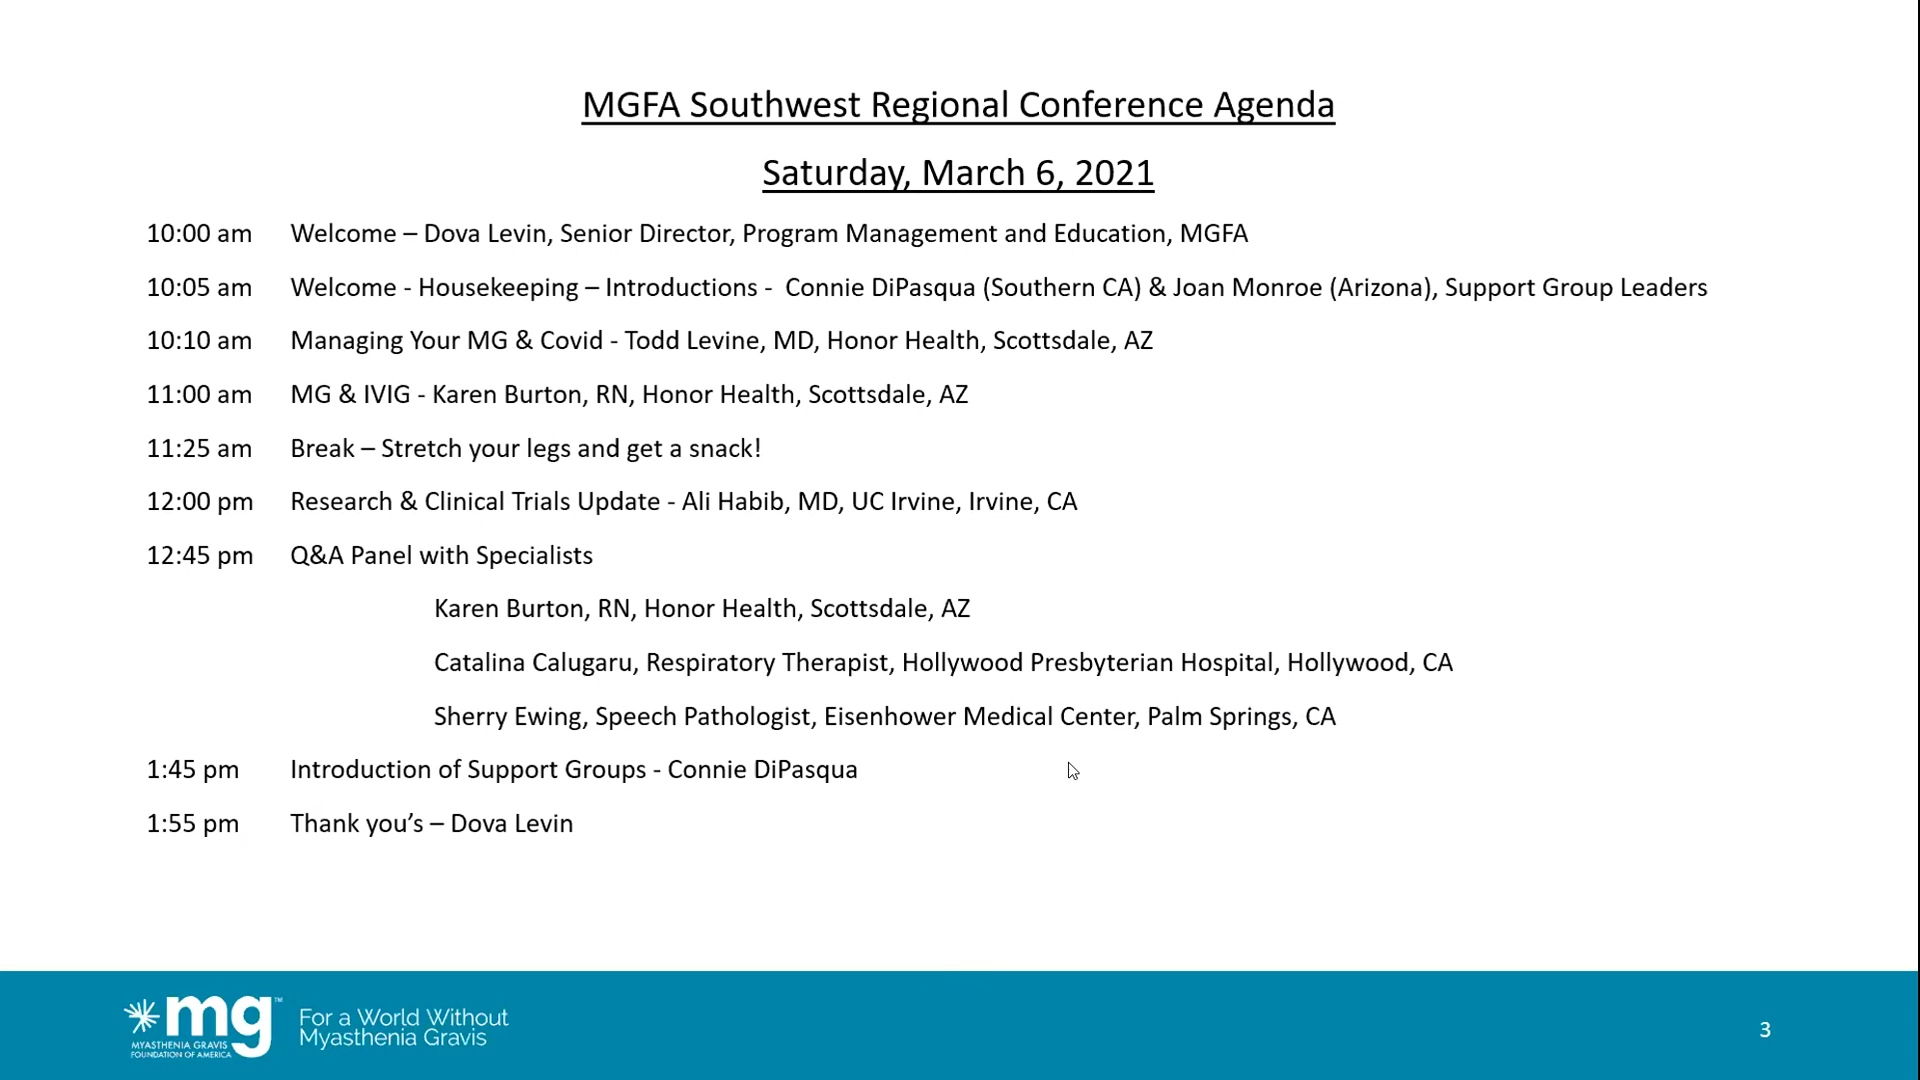 MGFA Southwest Regional Conference Agenda
Saturday, March 6, 2021
10:00 am Welcome – Dova Levin, Senior Director, Program Management and Education, MGFA
10:05 am Welcome - Housekeeping – Introductions - Connie DiPasqua (Southern CA) & Joan Monroe (Arizona), Support Group Leaders
10:10 am Managing Your MG & Covid - Todd Levine, MD, Honor Health, Scottsdale, AZ
11:00 am MG & IVIG - Karen Burton, RN, Honor Health, Scottsdale, AZ
11:25 am Break – Stretch your legs and get a snack!
12:00 pm Research & Clinical Trials Update - Ali Habib, MD, UC Irvine, Irvine, CA
12:45 pm Q&A Panel with Specialists
Karen Burton, RN, Honor Health, Scottsdale, AZ
Catalina Calugaru, Respiratory Therapist, Hollywood Presbyterian Hospital, Hollywood, CA
Sherry Ewing, Speech Pathologist, Eisenhower Medical Center, Palm Springs, CA
1:45 pm Introduction of Support Groups - Connie DiPasqua
1:55 pm Thank you’s – Dova Levin
mg™
MYASTHENIA GRAVIS
FOUNDATION OF AMERICA
For a World Without
Myasthenia Gravis
3